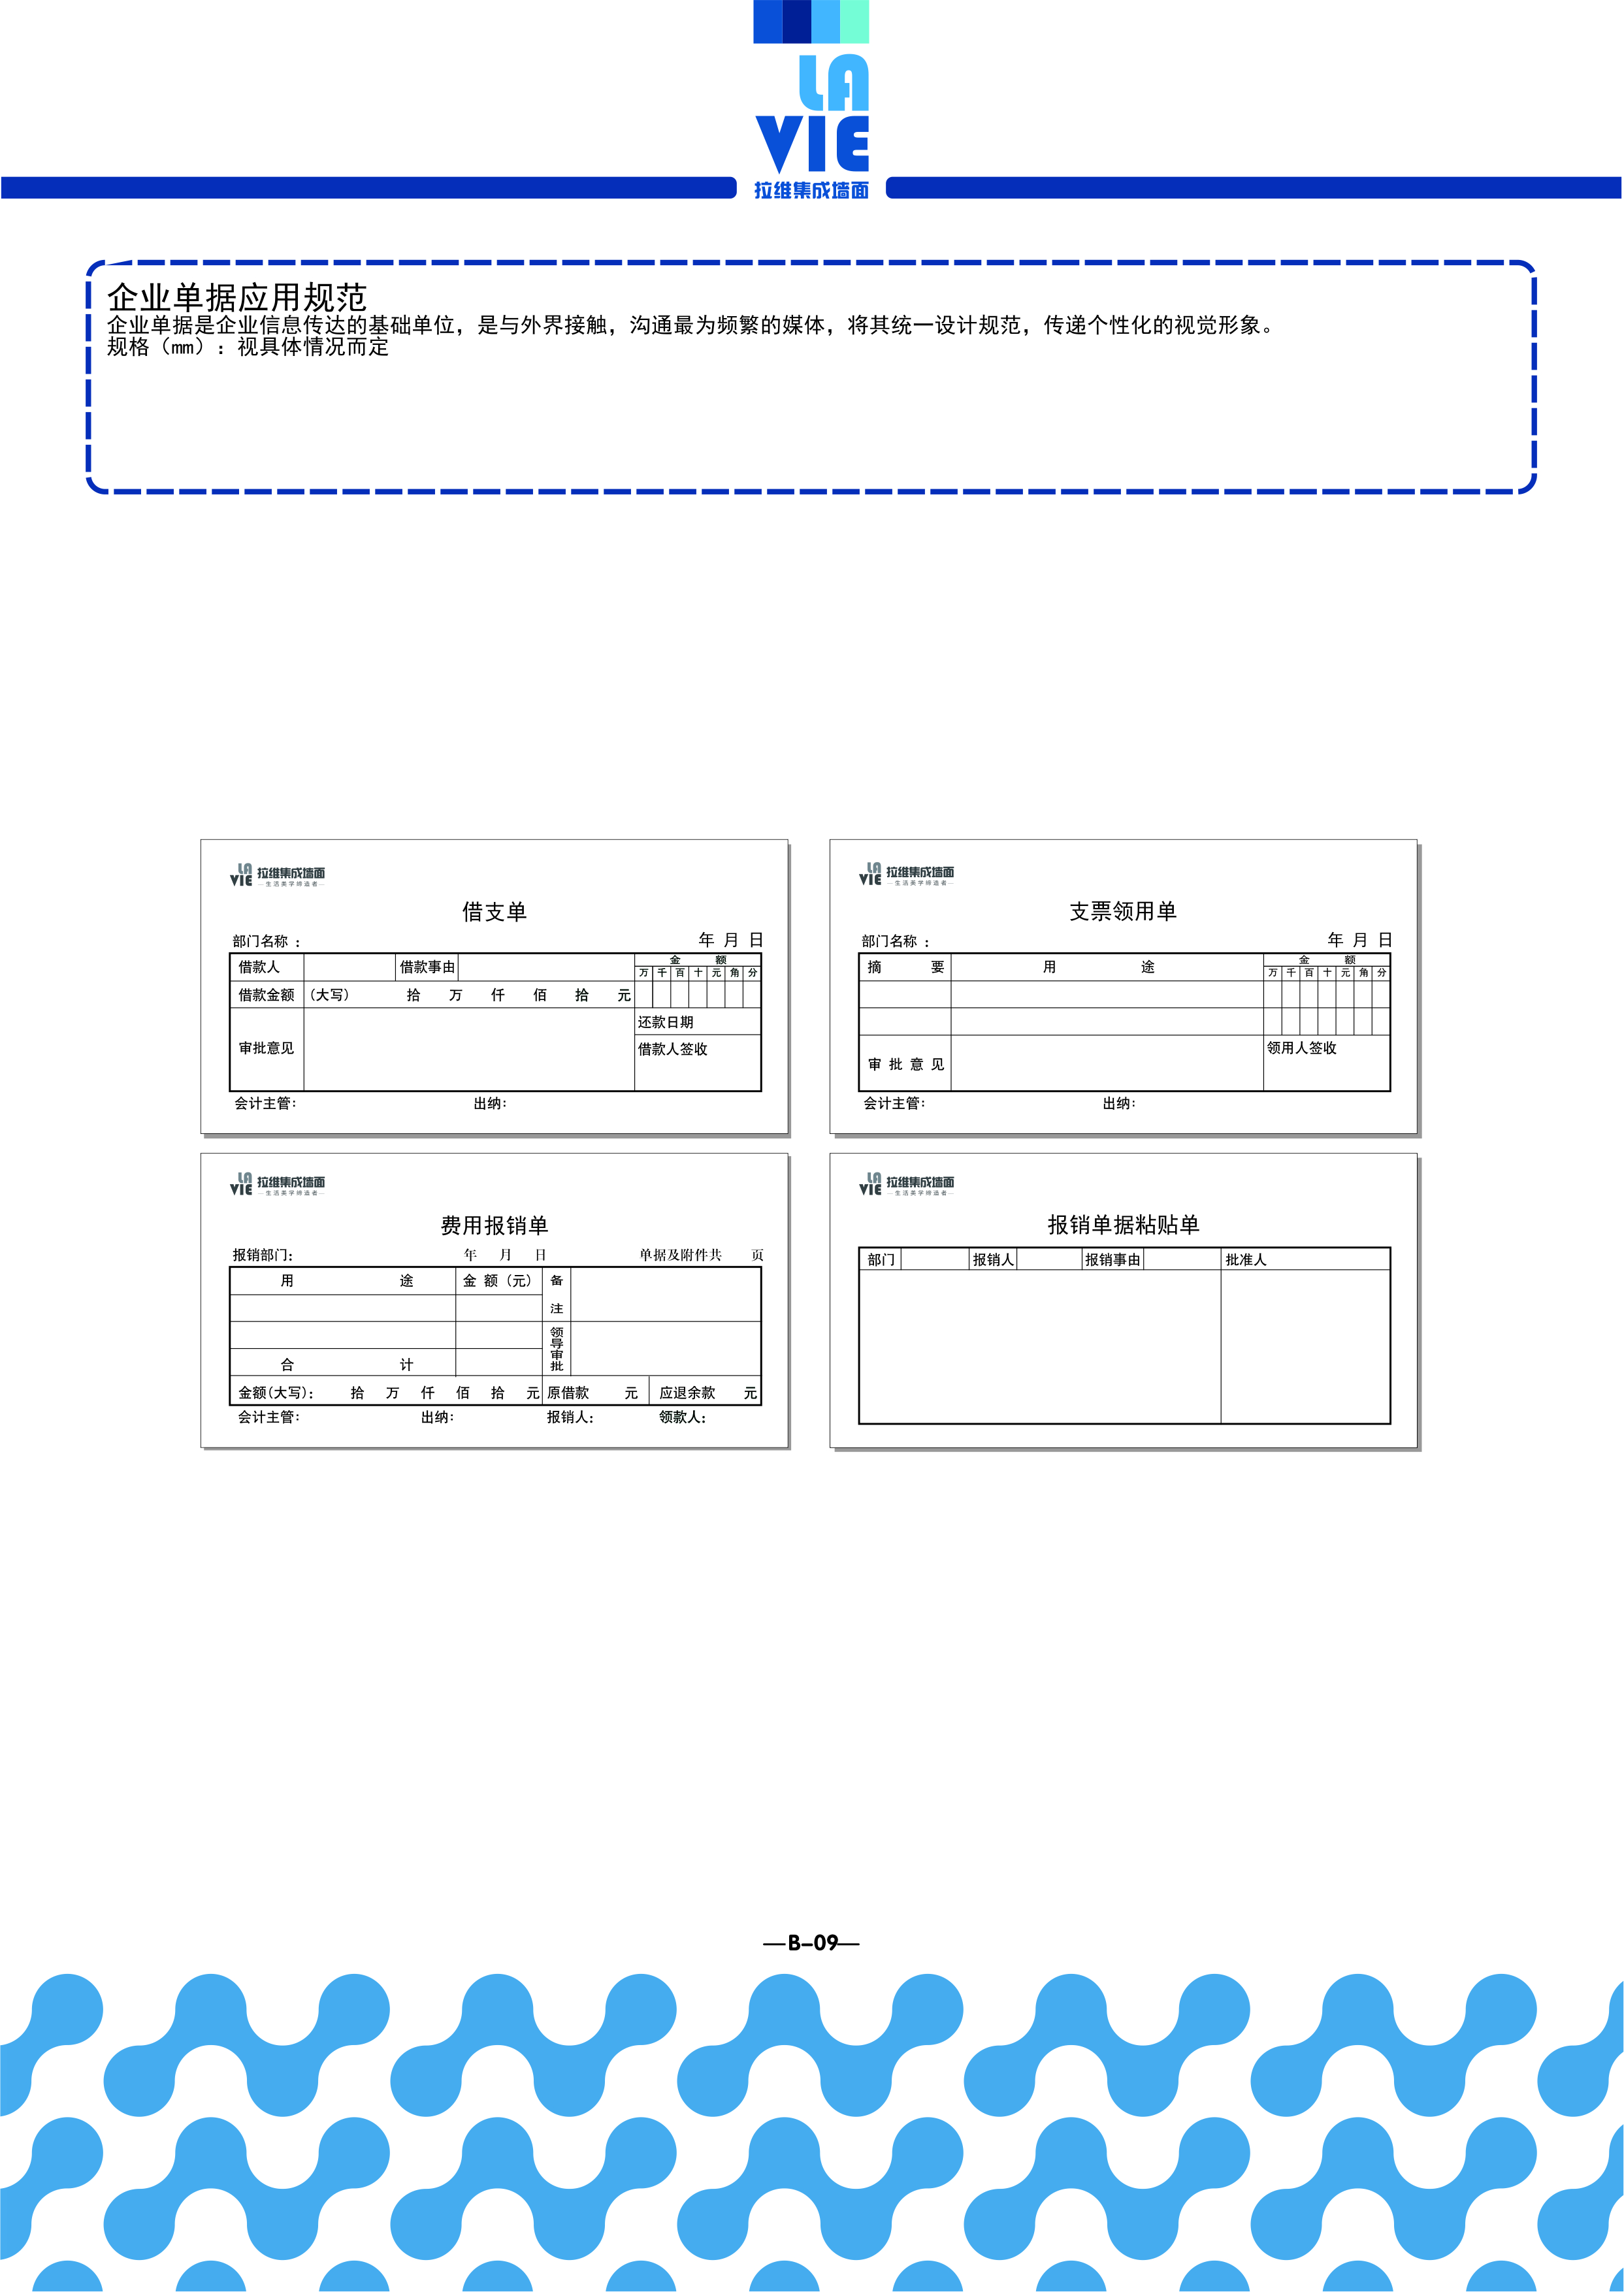 LA
VIE
拉维集成墙面
企业单据应用规范
企业单据是企业信息传达的基础单位，是与外界接触，沟通最为频繁的媒体，将其统一设计规范，传递个性化的视觉形象。
规格（mm）：视具体情况而定
LA
VIE 拉维集成墙面
生活美学缔造者
借支单
部门名称： 年 月 日
借款人 借款事由 金 额
万 千 百 十 元 角 分
借款金额 (大写) 拾 万 仟 佰 拾 元
还款日期
审批意见 借款人签收
会计主管： 出纳：
LA
VIE 拉维集成墙面
生活美学缔造者
支票领用单
部门名称： 年 月 日
摘 要 用 途 金 额
万 千 百 十 元 角 分
领用人签收
审 批 意 见
会计主管： 出纳：
LA
VIE 拉维集成墙面
生活美学缔造者
费用报销单
报销部门： 年 月 日 单据及附件共 页
用 途 金 额（元） 备
注
领
导
审
批
合 计
金额(大写)： 拾 万 仟 佰 拾 元 原借款 元 应退余款 元
会计主管： 出纳： 报销人： 领款人：
LA
VIE 拉维集成墙面
生活美学缔造者
报销单据粘贴单
部门 报销人 报销事由 批准人
—B-09—